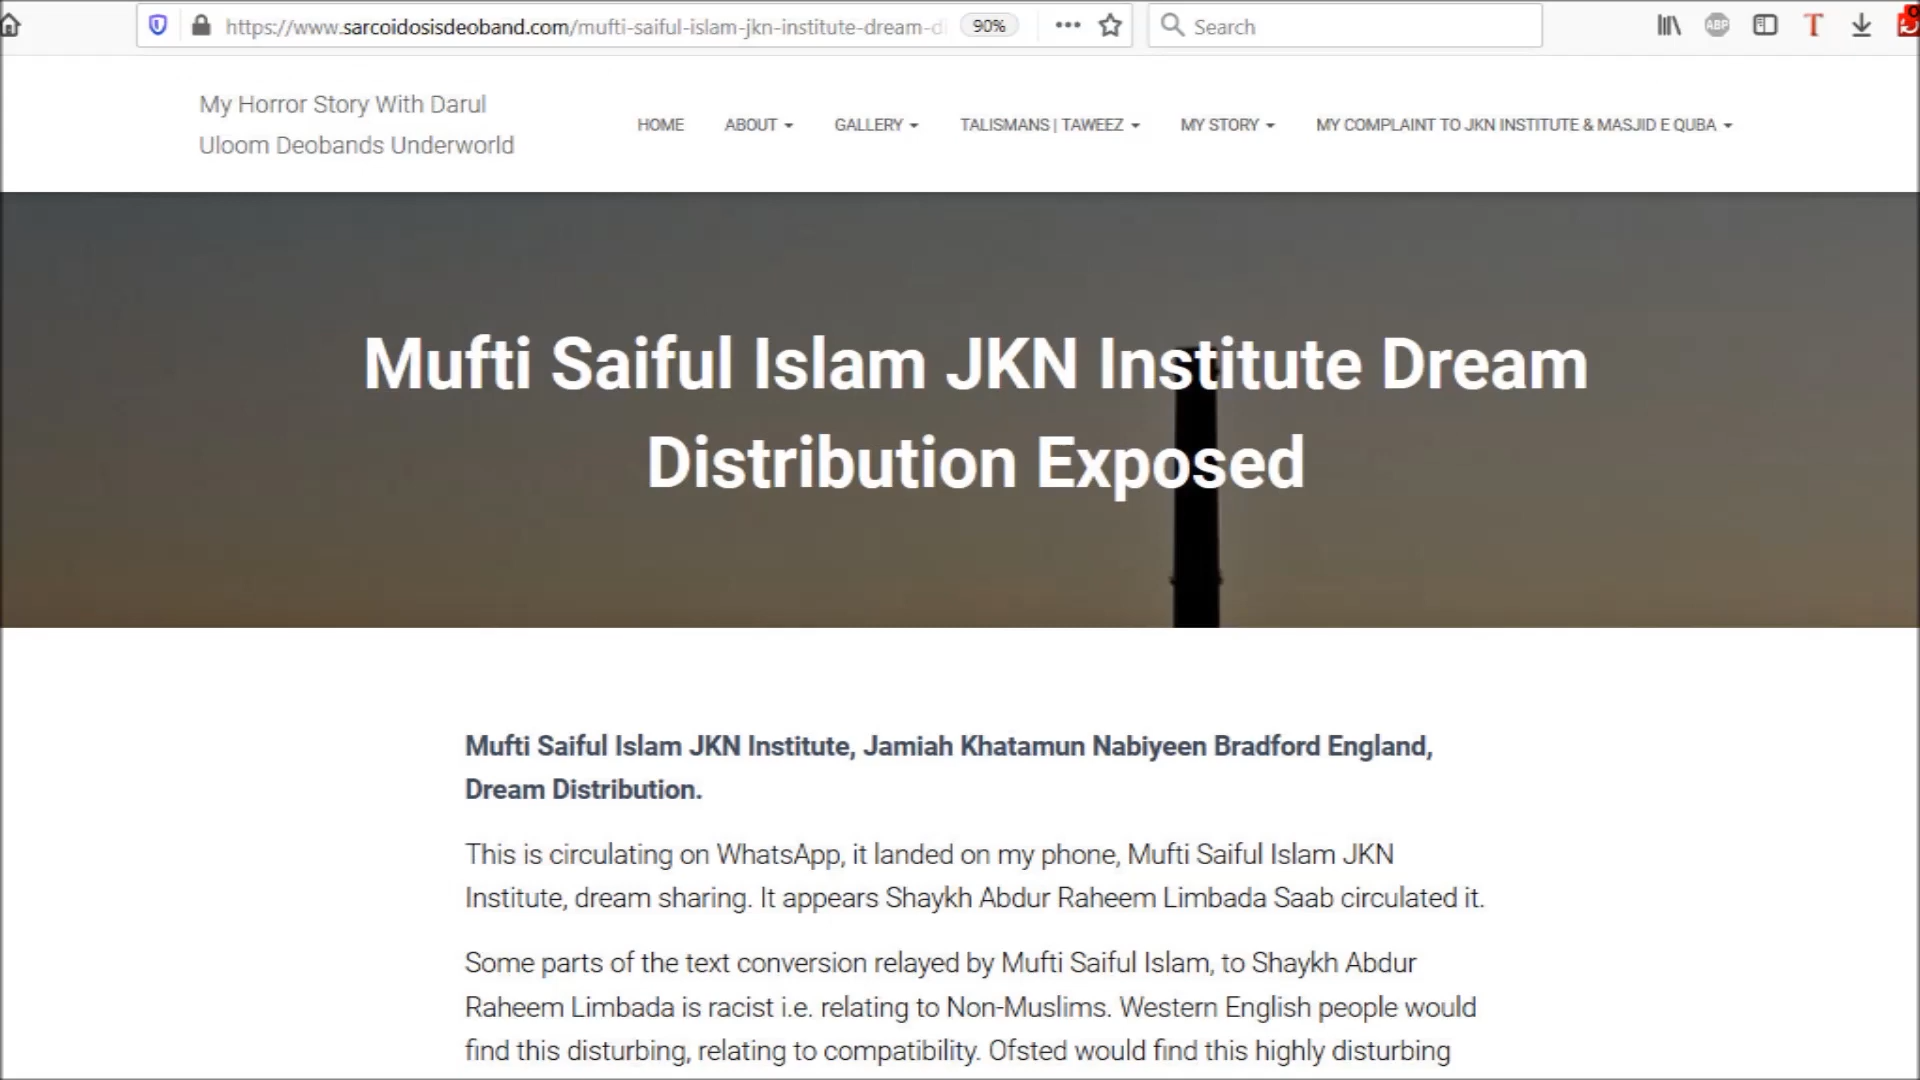 https://www.sarcoidosisdeoband.com/mufti-saiful-islam-jkn-institute-dream-d
90%
Search
ABP
T
My Horror Story With Darul
Uloom Deobands Underworld
HOME
ABOUT
GALLERY
TALISMANS | TAWEEZ
MY STORY
MY COMPLAINT TO JKN INSTITUTE & MASJID E QUBA
Mufti Saiful Islam JKN Institute Dream
Distribution Exposed
Mufti Saiful Islam JKN Institute, Jamiah Khatamun Nabiyeen Bradford England,
Dream Distribution.
This is circulating on WhatsApp, it landed on my phone, Mufti Saiful Islam JKN
Institute, dream sharing. It appears Shaykh Abdur Raheem Limbada Saab circulated it.
Some parts of the text conversion relayed by Mufti Saiful Islam, to Shaykh Abdur
Raheem Limbada is racist i.e. relating to Non-Muslims. Western English people would
find this disturbing, relating to compatibility. Ofsted would find this highly disturbing